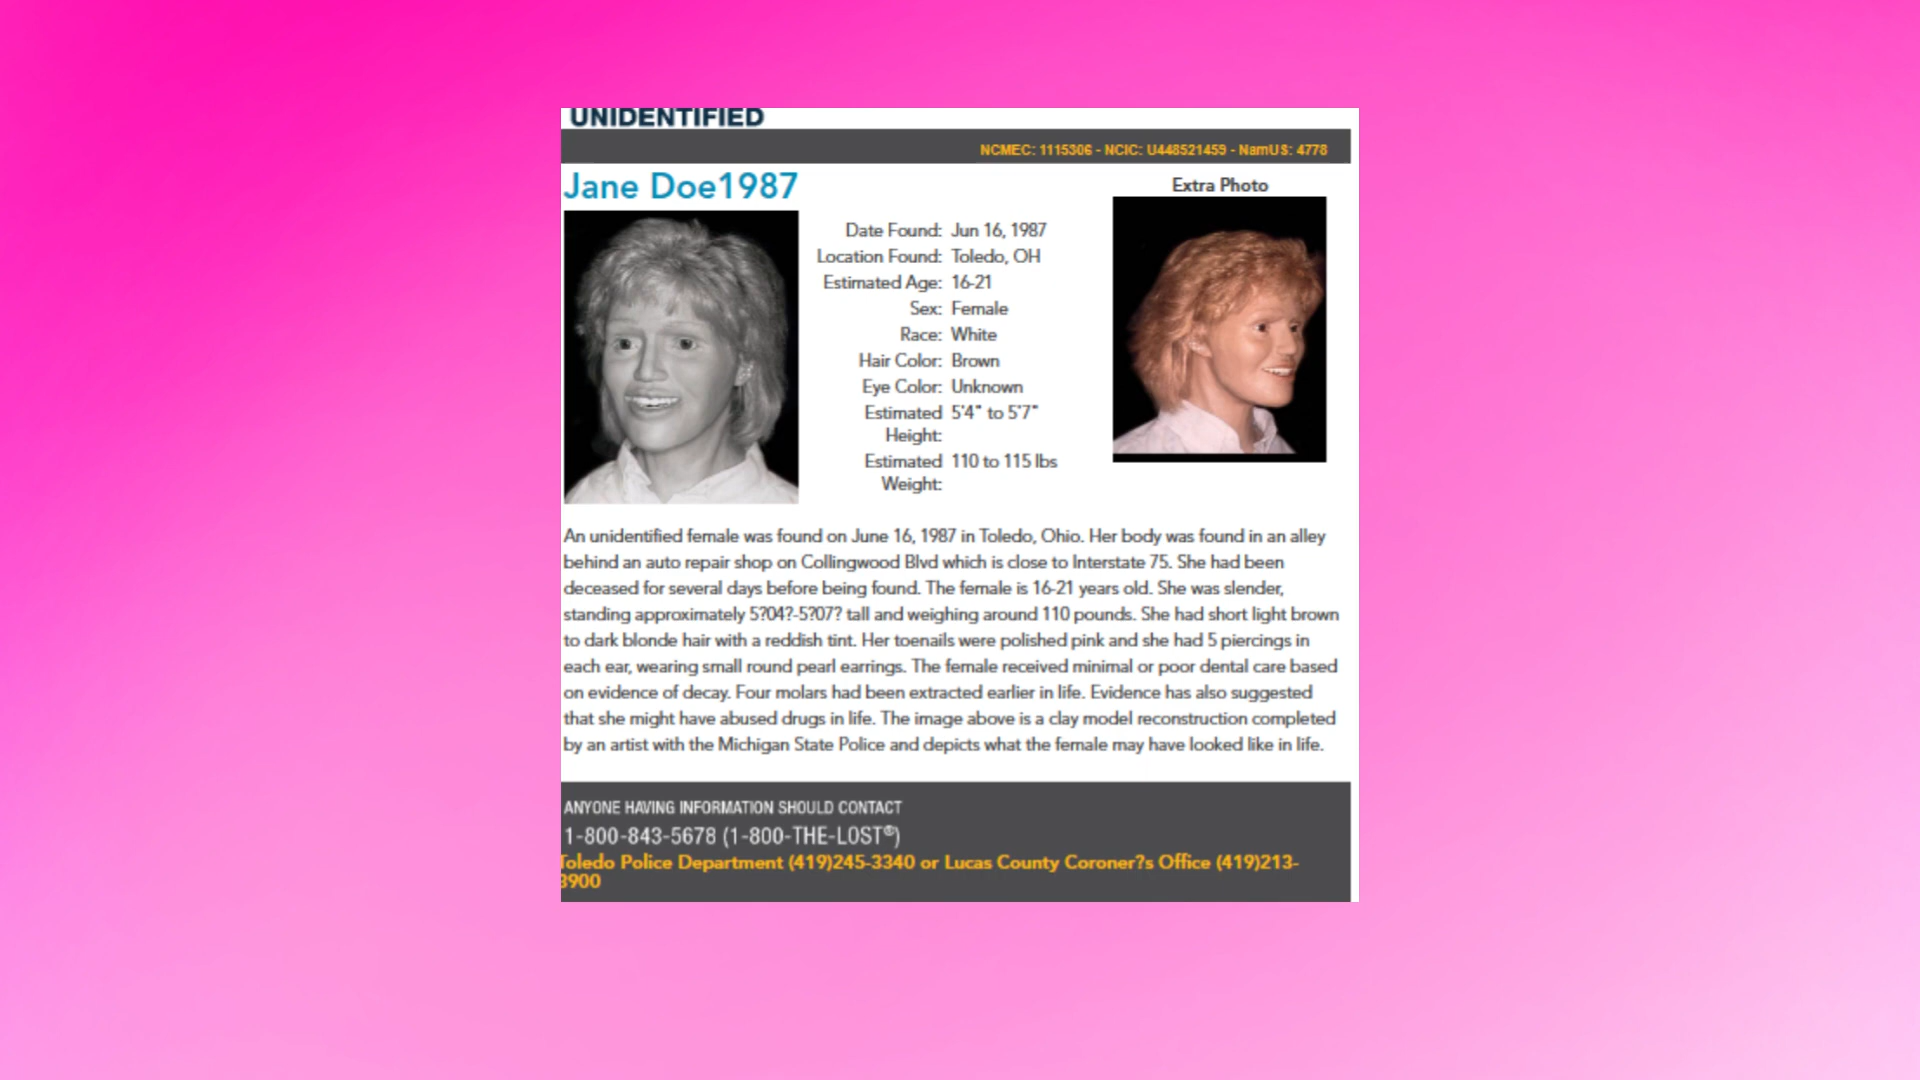 UNIDENTIFIED
NCMEC: 1115306 - NCIC: U448521459 - NamUS: 4778
Jane Doe1987
Extra Photo
Date Found: Jun 16, 1987
Location Found: Toledo, OH
Estimated Age: 16-21
Sex: Female
Race: White
Hair Color: Brown
Eye Color: Unknown
Estimated 5'4" to 5'7"
Height:
Estimated 110 to 115 lbs
Weight:
An unidentified female was found on June 16, 1987 in Toledo, Ohio. Her body was found in an alley
behind an auto repair shop on Collingwood Blvd which is close to Interstate 75. She had been
deceased for several days before being found. The female is 16-21 years old. She was slender,
standing approximately 5?04?-5?07? tall and weighing around 110 pounds. She had short light brown
to dark blonde hair with a reddish tint. Her toenails were polished pink and she had 5 piercings in
each ear, wearing small round pearl earrings. The female received minimal or poor dental care based
on evidence of decay. Four molars had been extracted earlier in life. Evidence has also suggested
that she might have abused drugs in life. The image above is a clay model reconstruction completed
by an artist with the Michigan State Police and depicts what the female may have looked like in life.
ANYONE HAVING INFORMATION SHOULD CONTACT
1-800-843-5678 (1-800-THE-LOST®)
Toledo Police Department (419)245-3340 or Lucas County Coroner?s Office (419)213-
3900